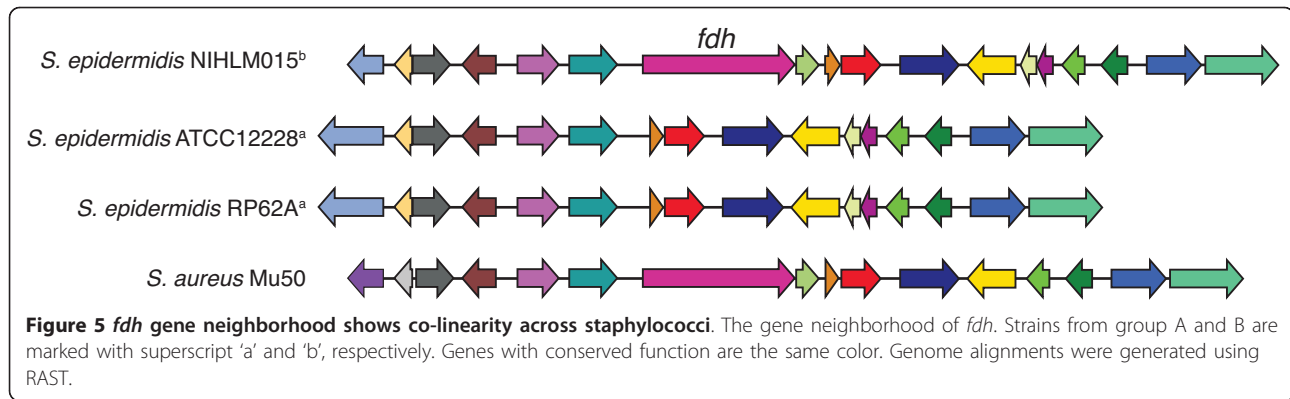 fdh
S. epidermidis NIHLM015ᵇ
S. epidermidis ATCC12228ᵃ
S. epidermidis RP62Aᵃ
S. aureus Mu50
Figure 5 fdh gene neighborhood shows co-linearity across staphylococci. The gene neighborhood of fdh. Strains from group A and B are
marked with superscript 'a' and 'b', respectively. Genes with conserved function are the same color. Genome alignments were generated using
RAST.